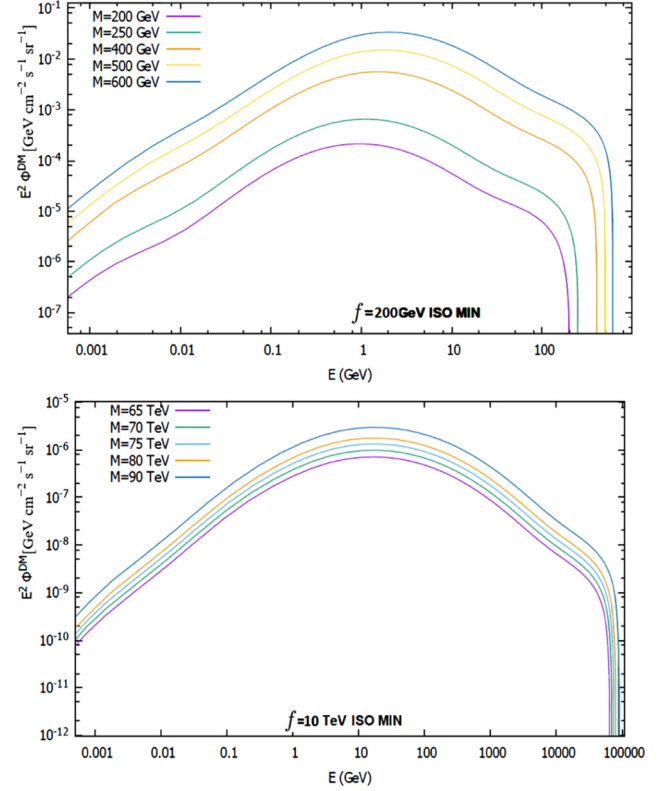 10⁻¹
M=200 GeV
M=250 GeV
M=400 GeV
M=500 GeV
M=600 GeV
10⁻²
10⁻³
10⁻⁴
10⁻⁵
10⁻⁶
10⁻⁷
E² Φᴰᴹ [GeV cm⁻² s⁻¹ sr⁻¹]
f=200GeV ISO MIN
0.001 0.01 0.1 1 10 100
E (GeV)
10⁻⁵
M=65 TeV
M=70 TeV
M=75 TeV
M=80 TeV
M=90 TeV
10⁻⁶
10⁻⁷
10⁻⁸
10⁻⁹
10⁻¹⁰
10⁻¹¹
10⁻¹²
E² Φᴰᴹ[GeV cm⁻² s⁻¹ sr⁻¹]
f=10 TeV ISO MIN
0.001 0.01 0.1 1 10 100 1000 10000 100000
E (GeV)